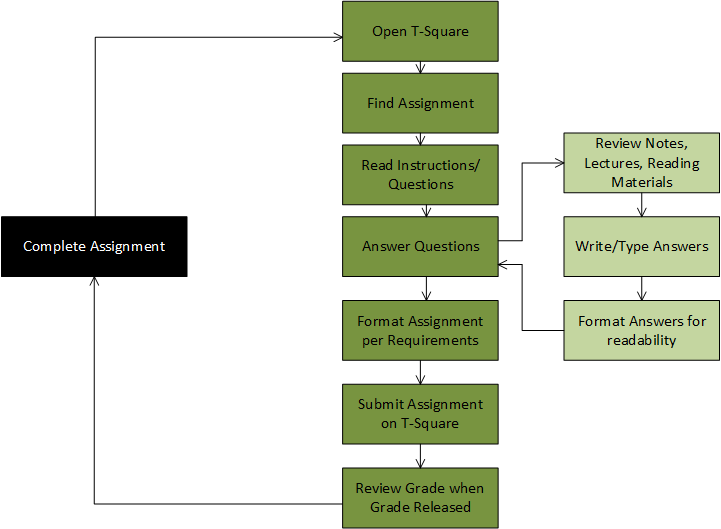 Open T-Square
Find Assignment
Read Instructions/
Questions
Review Notes,
Lectures, Reading
Materials
Complete Assignment
Answer Questions
Write/Type Answers
Format Assignment
per Requirements
Format Answers for
readability
Submit Assignment
on T-Square
Review Grade when
Grade Released